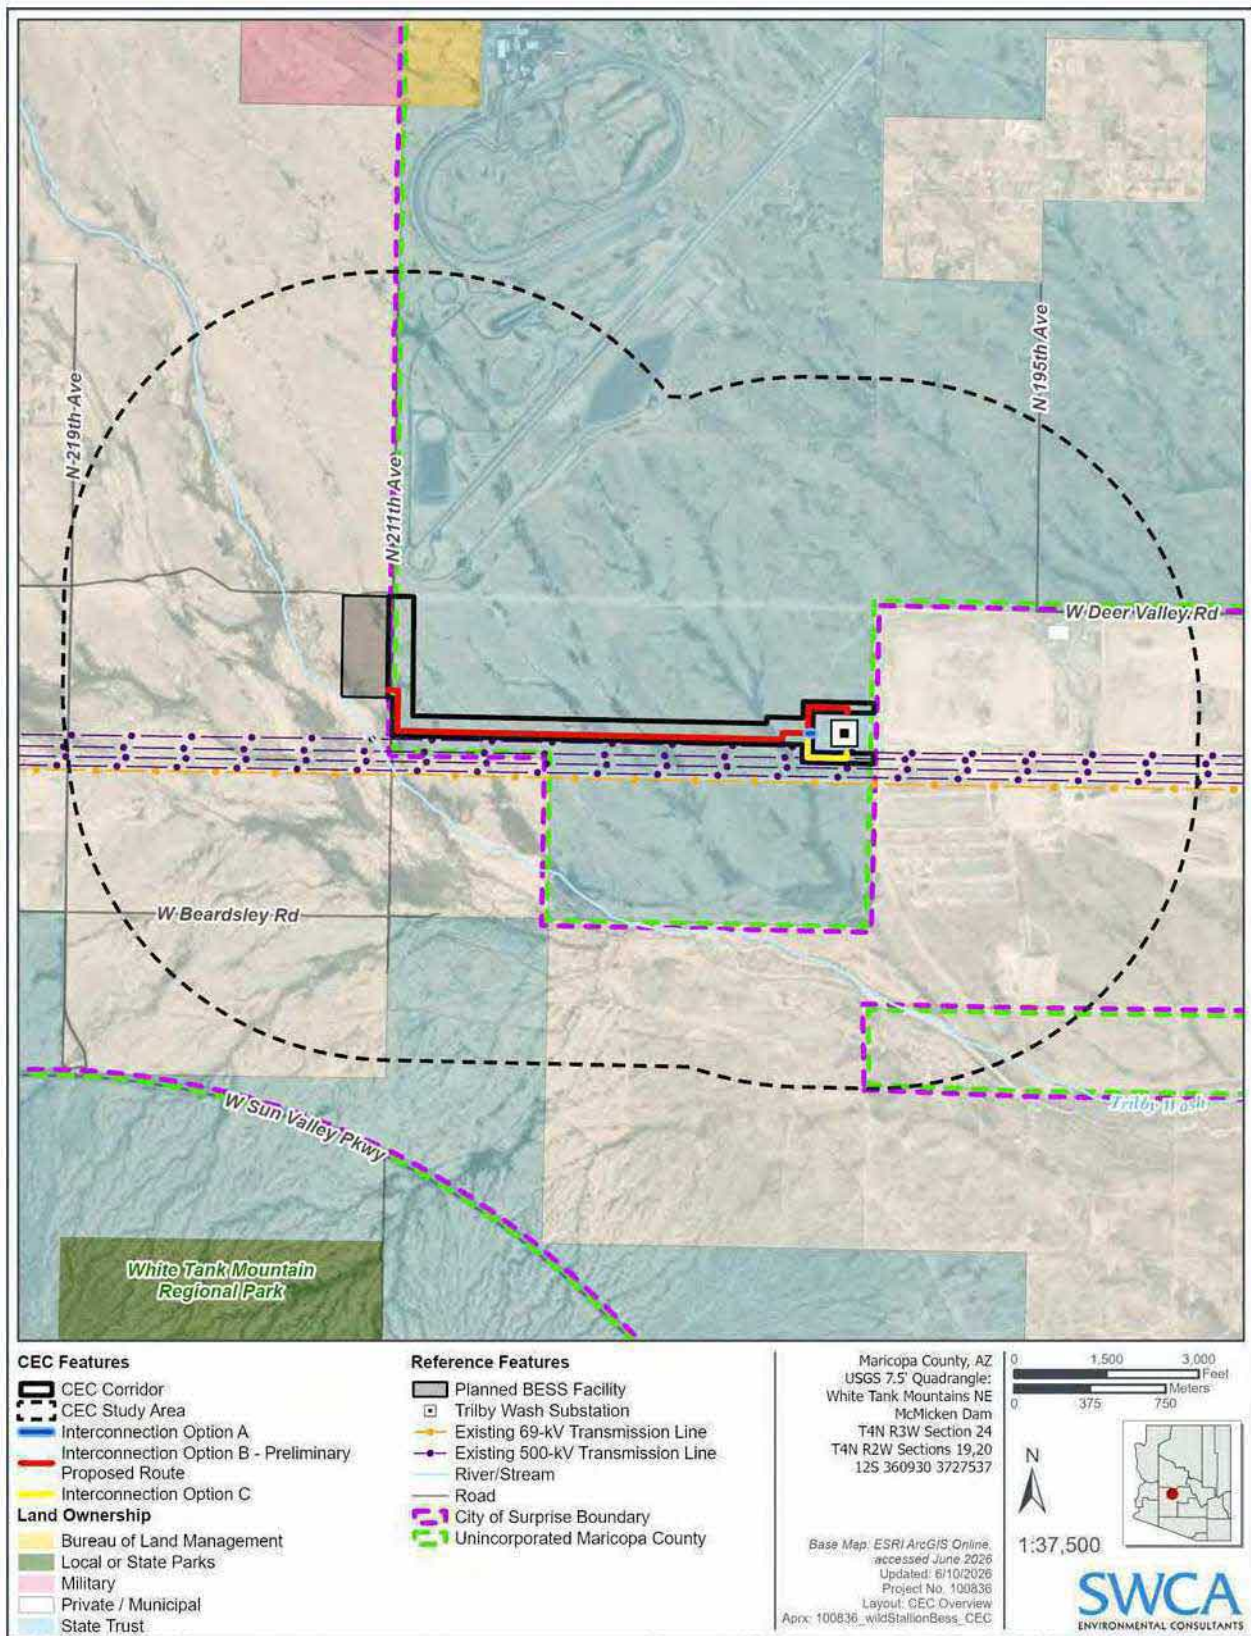 N 219th Ave
N 211th Ave
N 195th Ave
W Deer Valley Rd
W Beardsley Rd
W Sun Valley Pkwy
Trilby Wash
White Tank Mountain
Regional Park
CEC Features
CEC Corridor
CEC Study Area
Interconnection Option A
Interconnection Option B - Preliminary
Proposed Route
Interconnection Option C
Land Ownership
Bureau of Land Management
Local or State Parks
Military
Private / Municipal
State Trust
Reference Features
Planned BESS Facility
Trilby Wash Substation
Existing 69-kV Transmission Line
Existing 500-kV Transmission Line
River/Stream
Road
City of Surprise Boundary
Unincorporated Maricopa County
Maricopa County, AZ
USGS 7.5' Quadrangle:
White Tank Mountains NE
McMicken Dam
T4N R3W Section 24
T4N R2W Sections 19,20
12S 360930 3727537
Base Map: ESRI ArcGIS Online,
accessed June 2026
Updated: 6/10/2026
Project No. 100836
Layout: CEC Overview
Aprx: 100836_wildStallionBess_CEC
0 1,500 3,000
Feet
Meters
0 375 750
N
1:37,500
SWCA
ENVIRONMENTAL CONSULTANTS